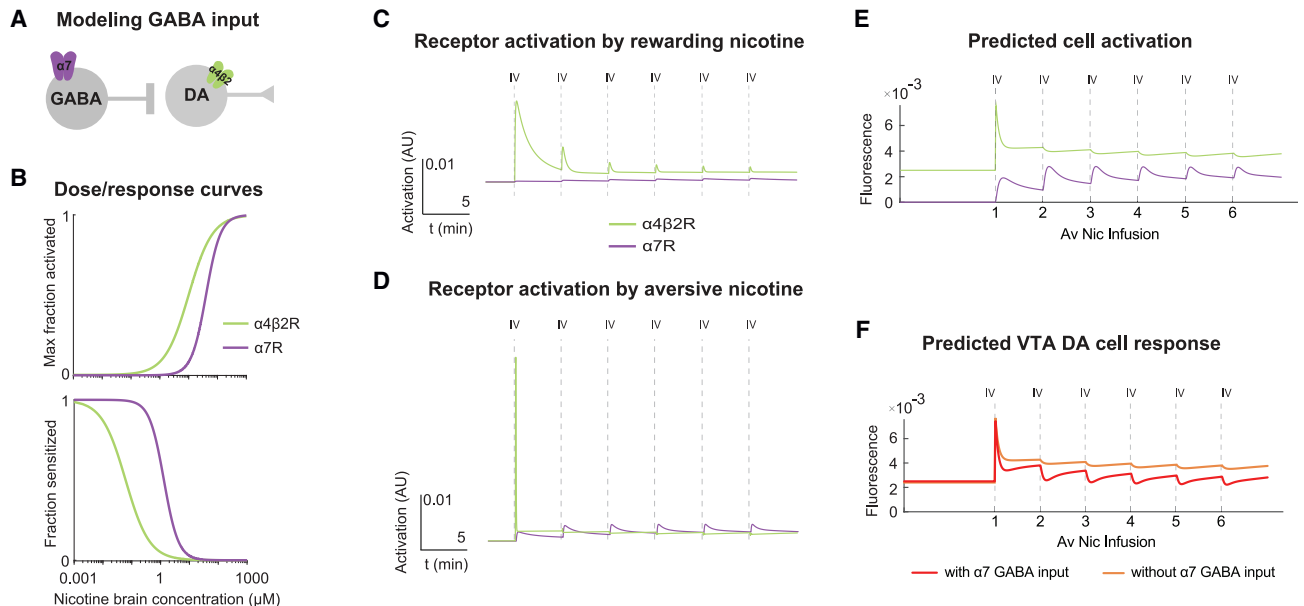 A
Modeling GABA input
α7
GABA
DA
α4β2
B
Dose/response curves
Max fraction activated
1
0
α4β2R
α7R
Fraction sensitized
1
0
0.001
1
1000
Nicotine brain concentration (μM)
C
Receptor activation by rewarding nicotine
IV IV IV IV IV IV
Activation (AU)
0.01
5
t (min)
α4β2R
α7R
D
Receptor activation by aversive nicotine
IV IV IV IV IV IV
Activation (AU)
0.01
5
t (min)
E
Predicted cell activation
IV IV IV IV IV IV
×10⁻³
Fluorescence
6
4
2
0
1 2 3 4 5 6
Av Nic Infusion
F
Predicted VTA DA cell response
IV IV IV IV IV IV
×10⁻³
Fluorescence
6
4
2
0
1 2 3 4 5 6
Av Nic Infusion
with α7 GABA input
without α7 GABA input